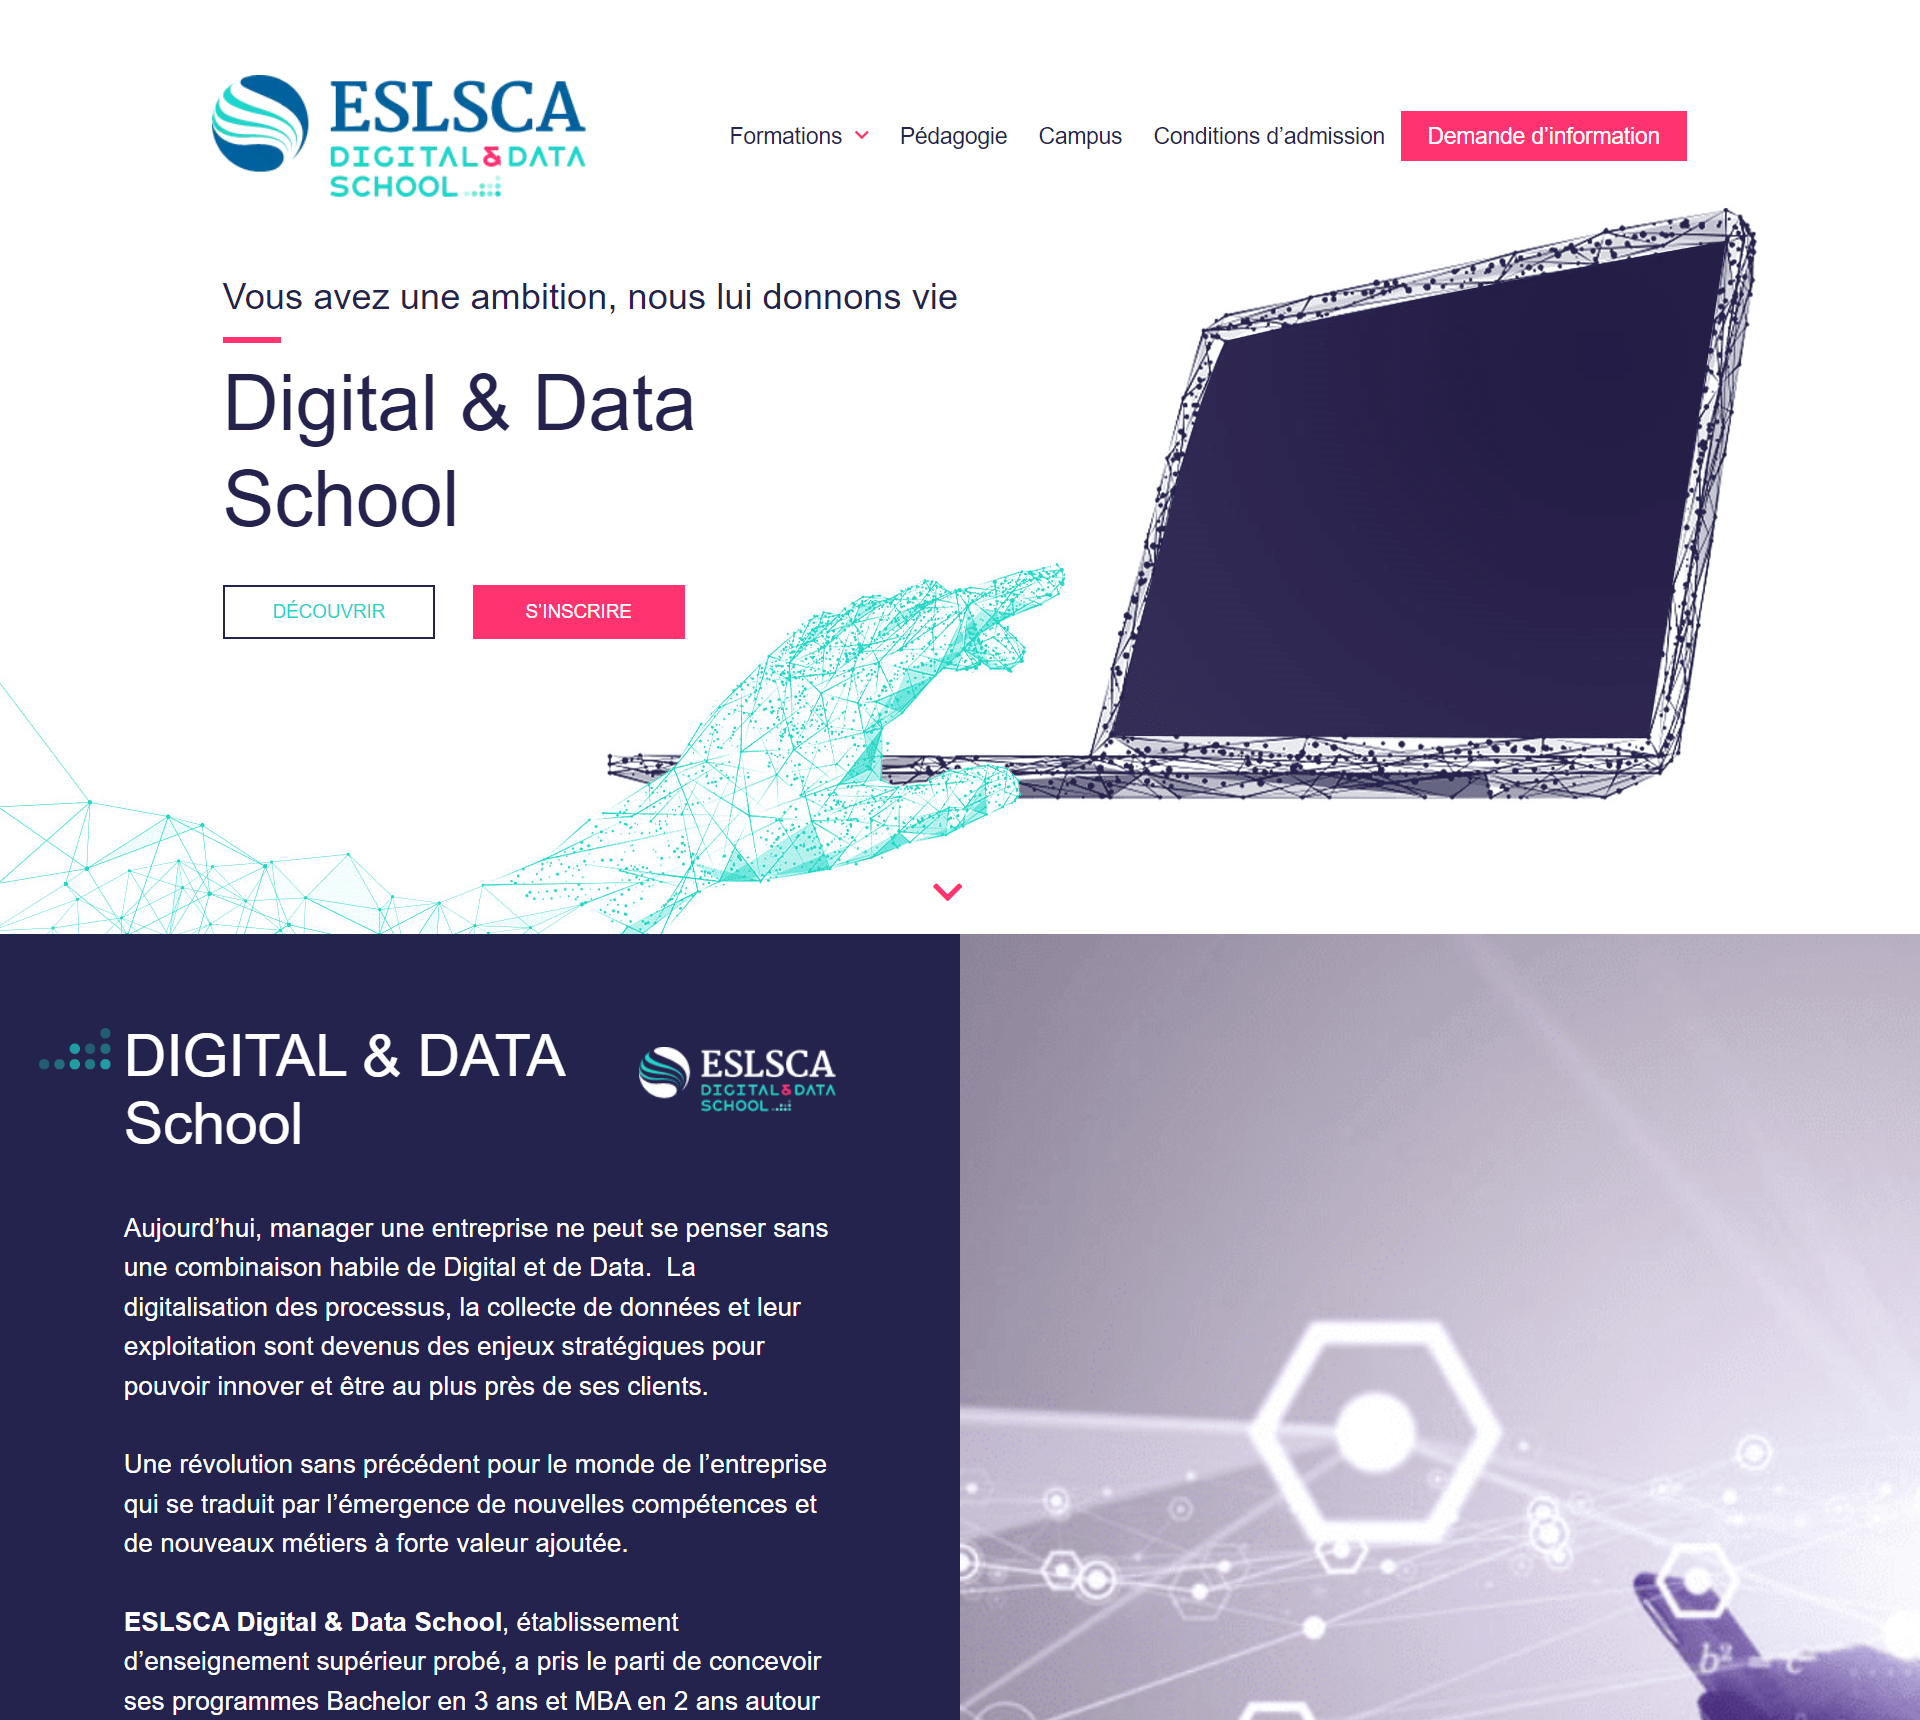 ESLSCA
DIGITAL&DATA
SCHOOL
Formations Pédagogie Campus Conditions d’admission Demande d’information
Vous avez une ambition, nous lui donnons vie
Digital & Data
School
DÉCOUVRIR S’INSCRIRE
DIGITAL & DATA
School
ESLSCA
DIGITAL&DATA
SCHOOL
Aujourd’hui, manager une entreprise ne peut se penser sans
une combinaison habile de Digital et de Data.  La
digitalisation des processus, la collecte de données et leur
exploitation sont devenus des enjeux stratégiques pour
pouvoir innover et être au plus près de ses clients.
Une révolution sans précédent pour le monde de l’entreprise
qui se traduit par l’émergence de nouvelles compétences et
de nouveaux métiers à forte valeur ajoutée.
ESLSCA Digital & Data School, établissement
d’enseignement supérieur probé, a pris le parti de concevoir
ses programmes Bachelor en 3 ans et MBA en 2 ans autour
b² = c²